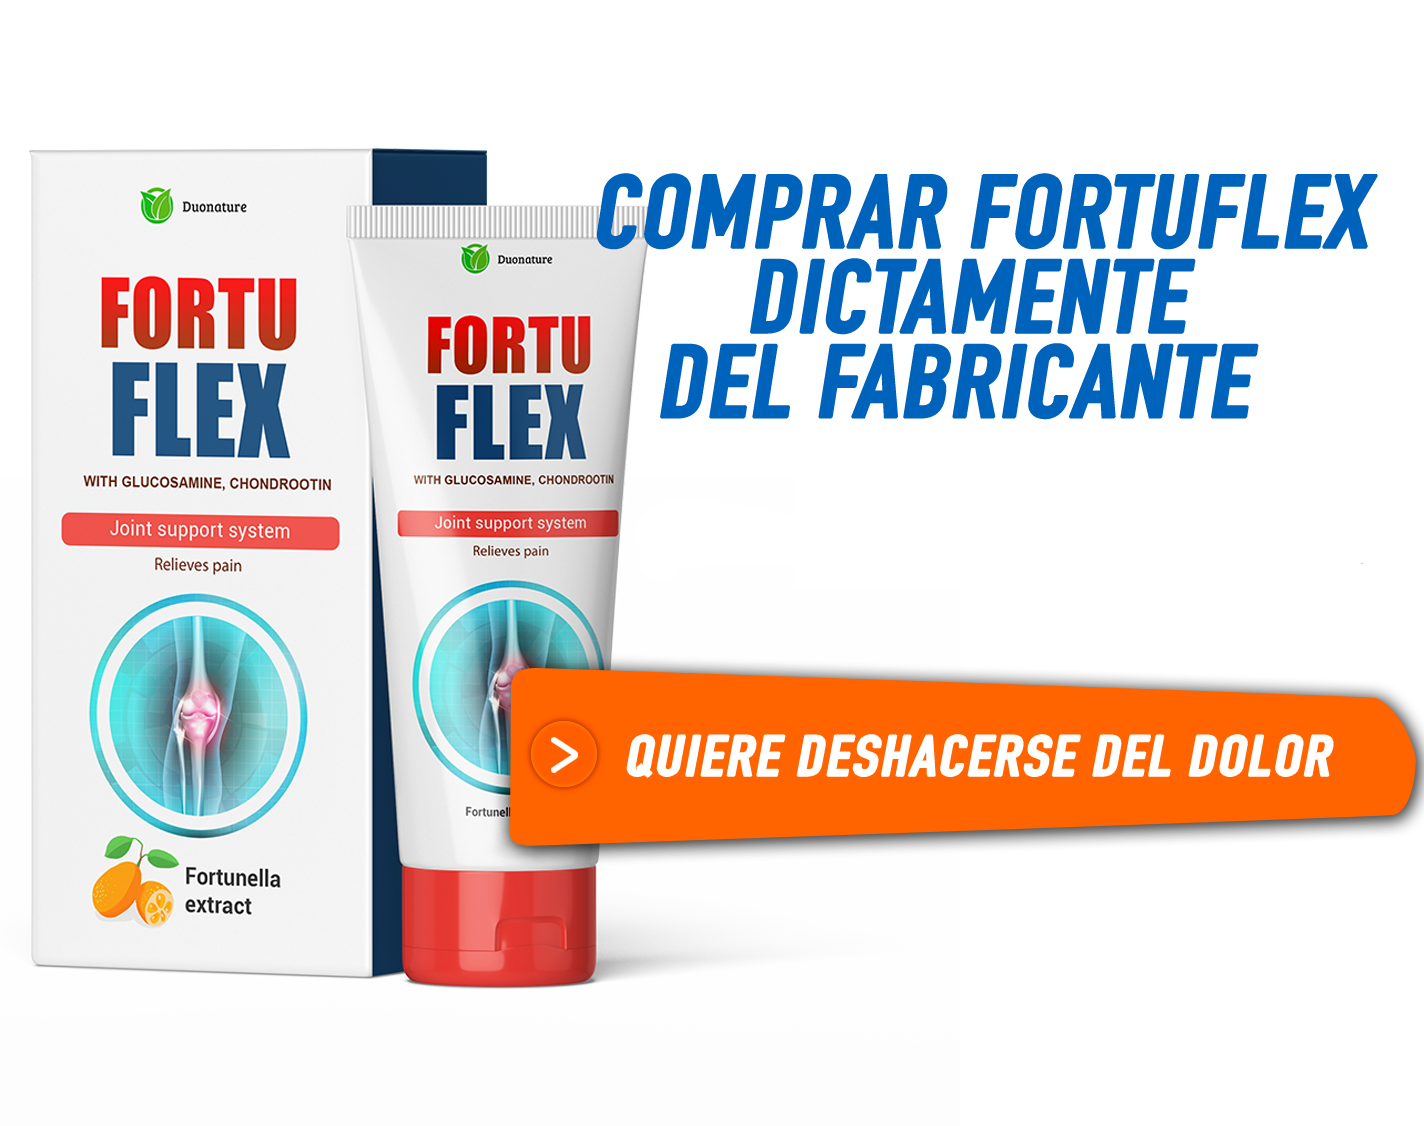 Duonature
FORTU
FLEX
WITH GLUCOSAMINE, CHONDROOTIN
Joint support system
Relieves pain
Fortunella
extract
Duonature
FORTU
FLEX
WITH GLUCOSAMINE, CHONDROOTIN
Joint support system
Relieves pain
COMPRAR FORTUFLEX
DICTAMENTE
DEL FABRICANTE
QUIERE DESHACERSE DEL DOLOR